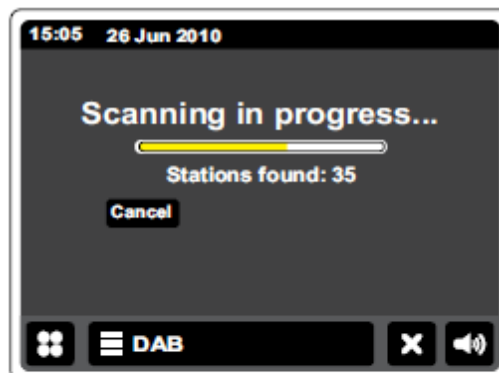 15:05 26 Jun 2010
Scanning in progress...
Stations found: 35
Cancel
DAB